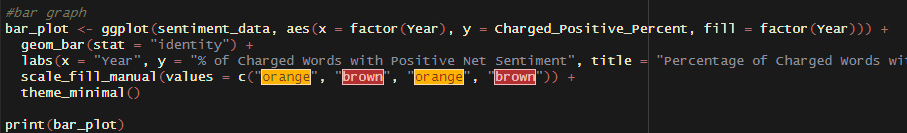 #bar graph
bar_plot <- ggplot(sentiment_data, aes(x = factor(Year), y = Charged_Positive_Percent, fill = factor(Year))) +
  geom_bar(stat = "identity") +
  labs(x = "Year", y = "% of Charged Words with Positive Net Sentiment", title = "Percentage of Charged Words wi
  scale_fill_manual(values = c("orange", "brown", "orange", "brown")) +
  theme_minimal()

print(bar_plot)